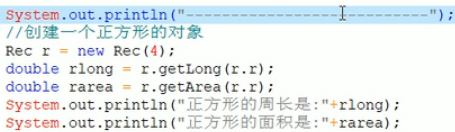 System.out.println("----------------------------");
//创建一个正方形的对象
Rec r = new Rec(4);
double rlong = r.getLong(r.r);
double rarea = r.getArea(r.r);
System.out.println("正方形的周长是:"+rlong);
System.out.println("正方形的面积是:"+rarea);